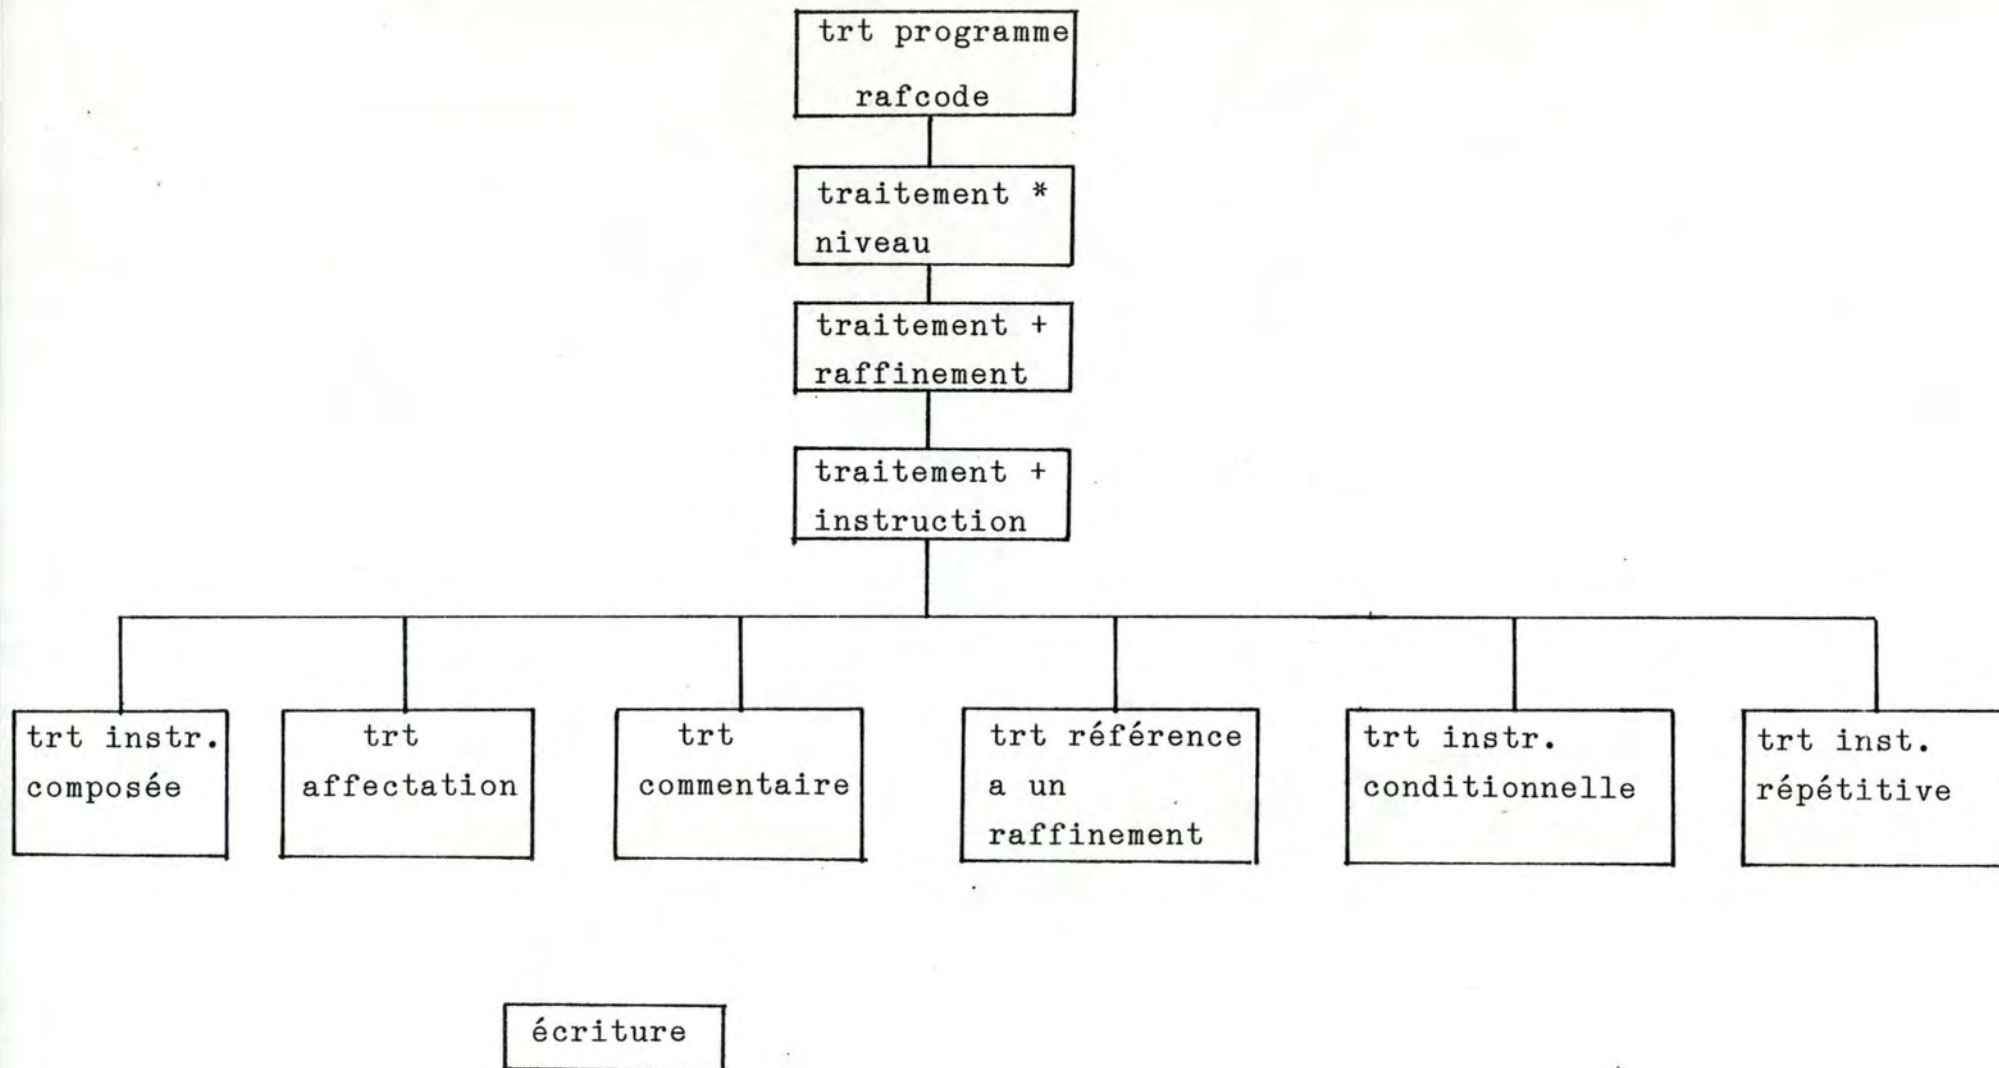 trt programme
rafcode
traitement *
niveau
traitement +
raffinement
traitement +
instruction
trt instr.
composée
trt
affectation
trt
commentaire
trt référence
a un
raffinement
trt instr.
conditionnelle
trt inst.
répétitive
écriture